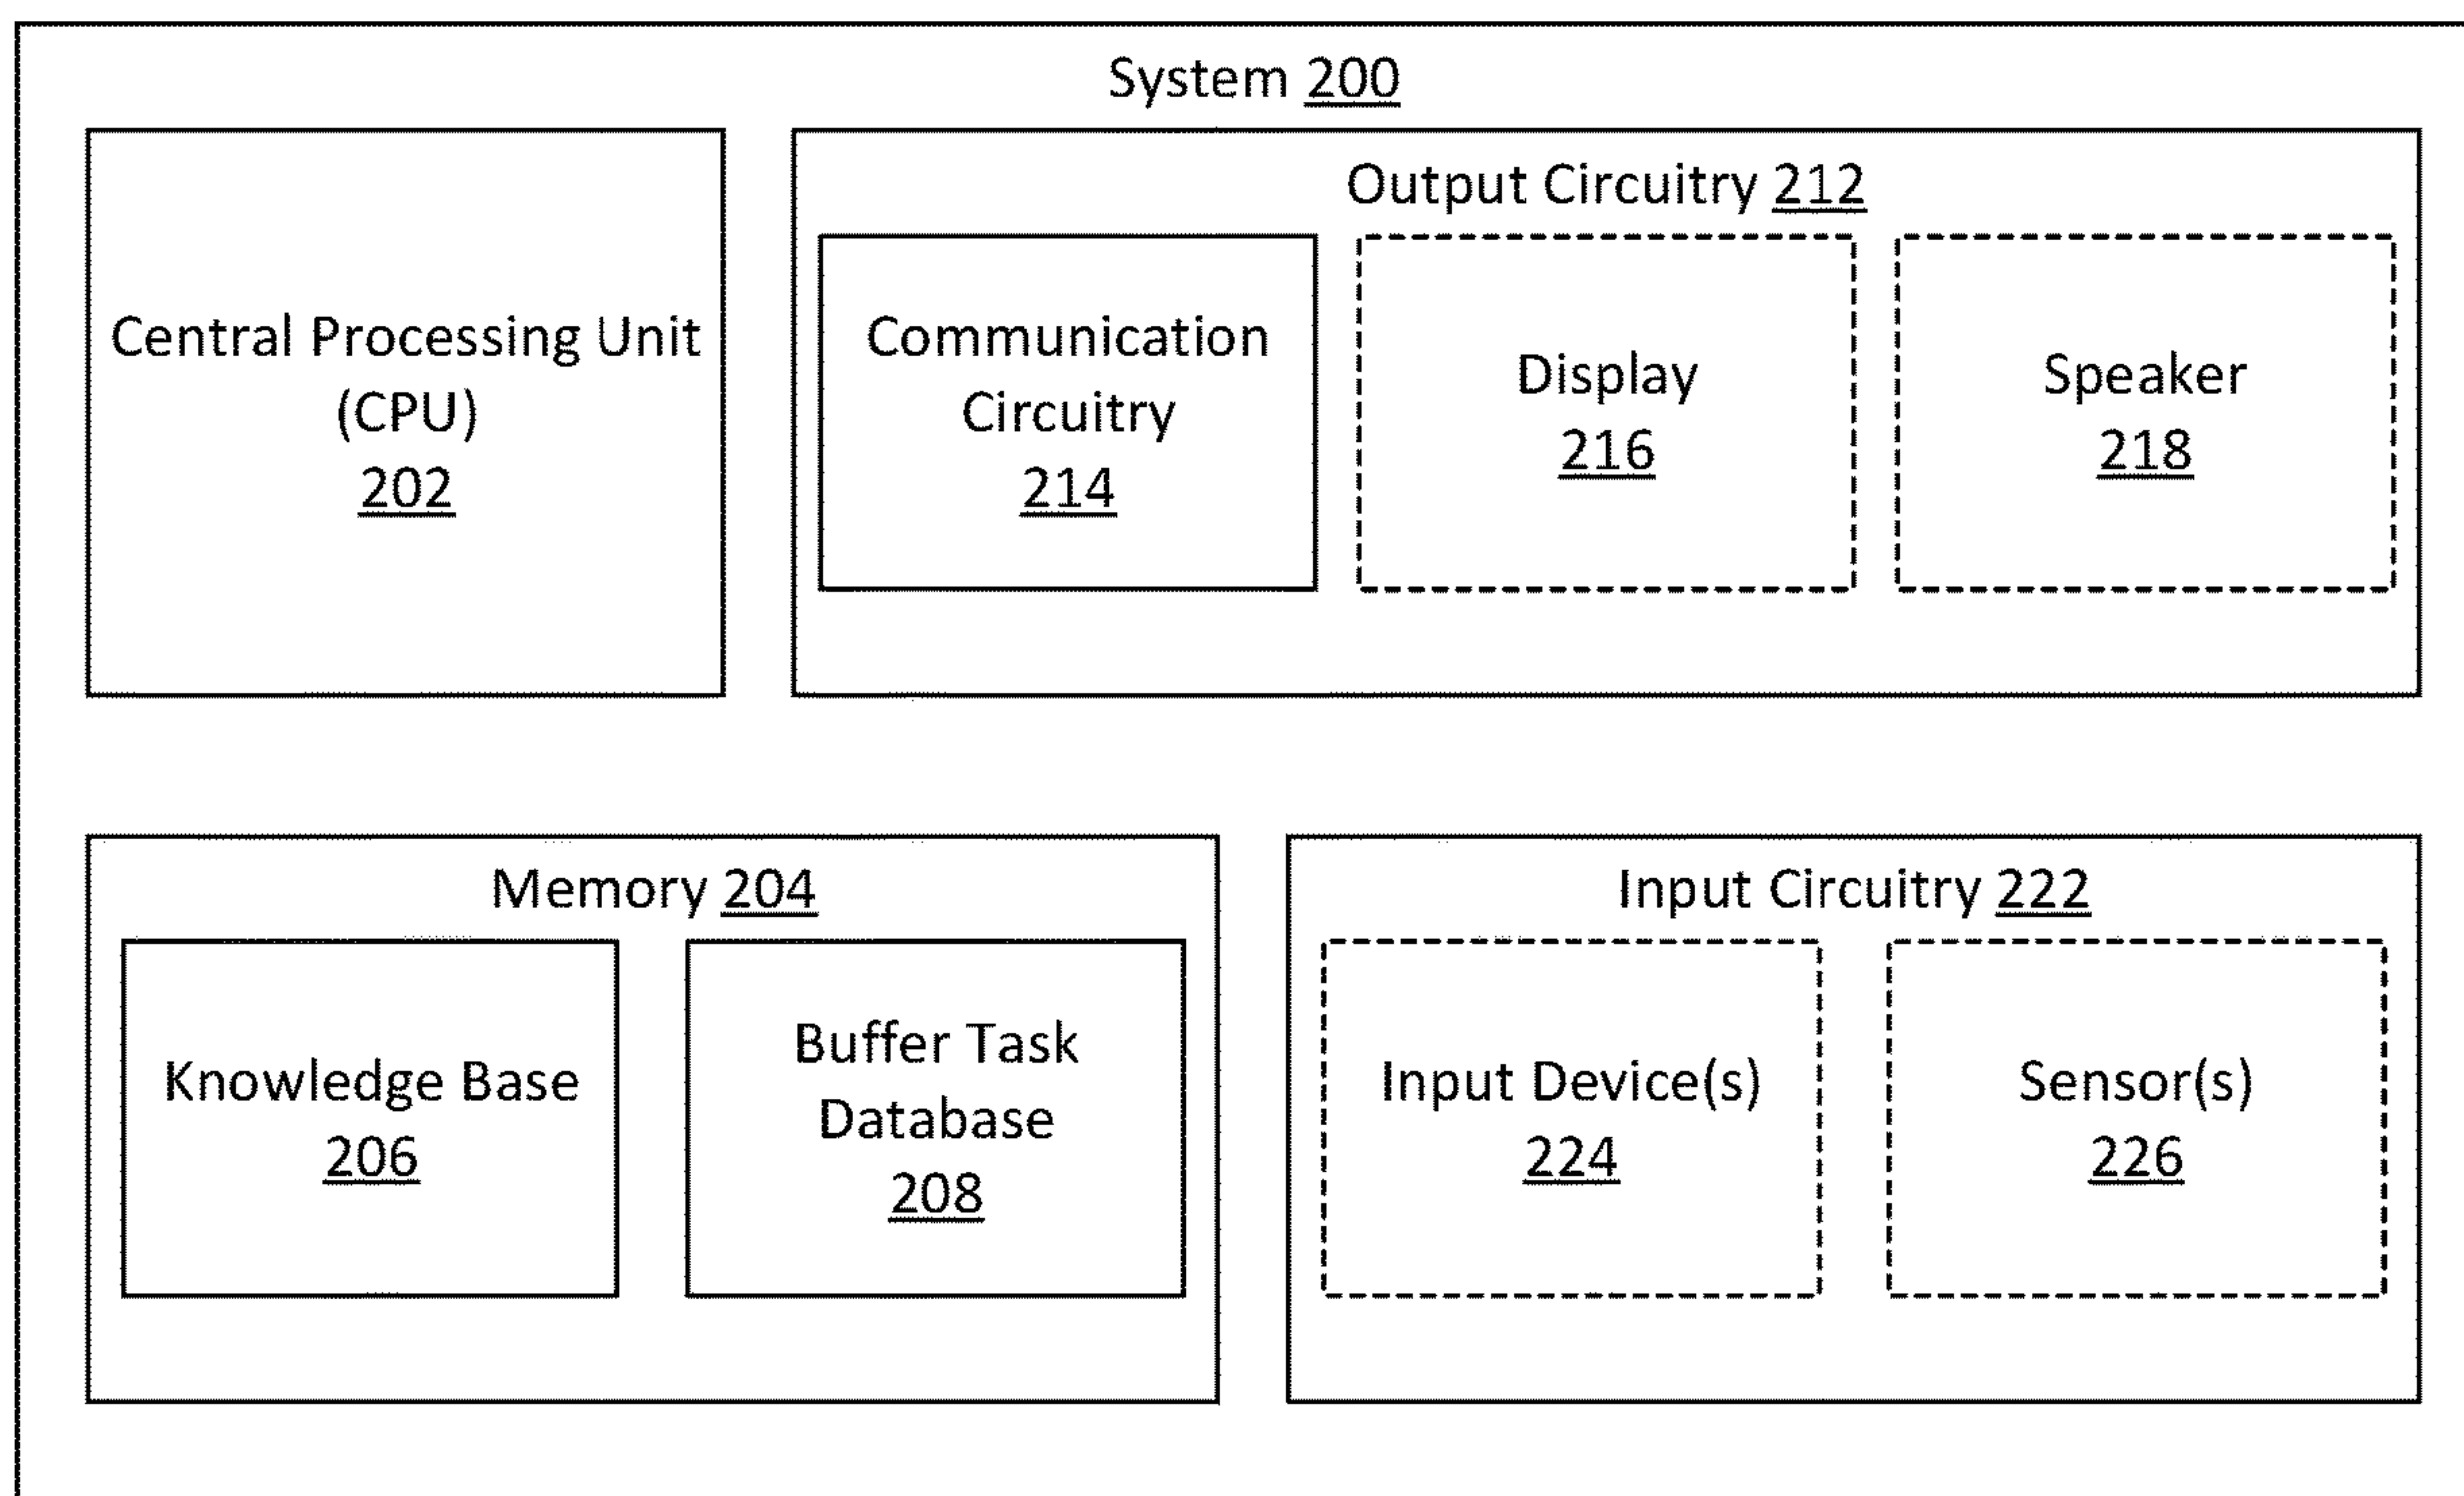 System 200
Central Processing Unit
(CPU)
202
Output Circuitry 212
Communication
Circuitry
214
Display
216
Speaker
218
Memory 204
Knowledge Base
206
Buffer Task
Database
208
Input Circuitry 222
Input Device(s)
224
Sensor(s)
226